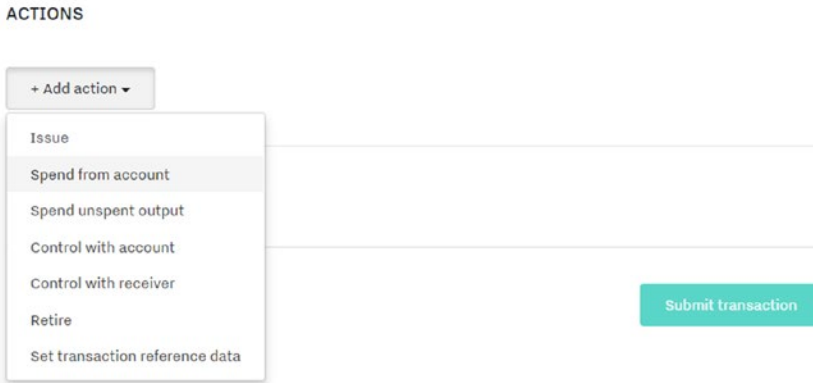 ACTIONS
+ Add action
Issue
Spend from account
Spend unspent output
Control with account
Control with receiver
Retire
Set transaction reference data
Submit transaction